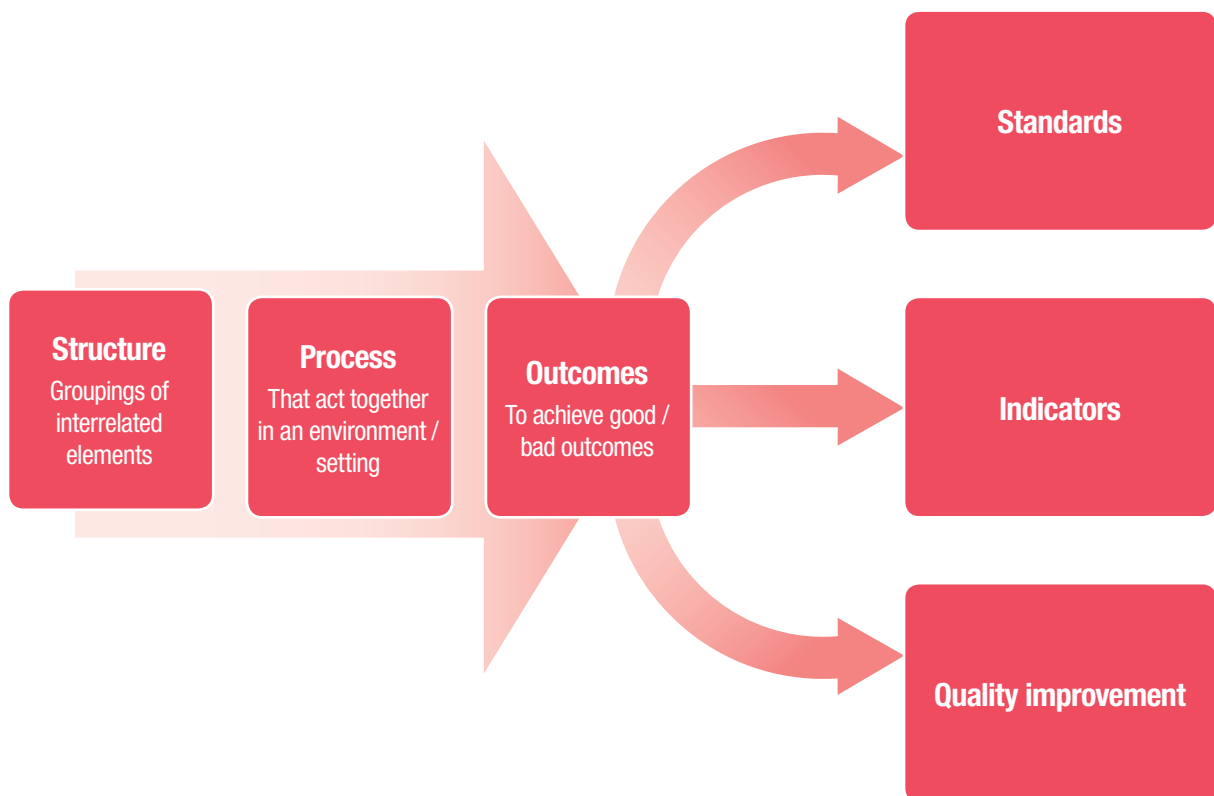 Structure
Groupings of
interrelated
elements
Process
That act together
in an environment /
setting
Outcomes
To achieve good /
bad outcomes
Standards
Indicators
Quality improvement